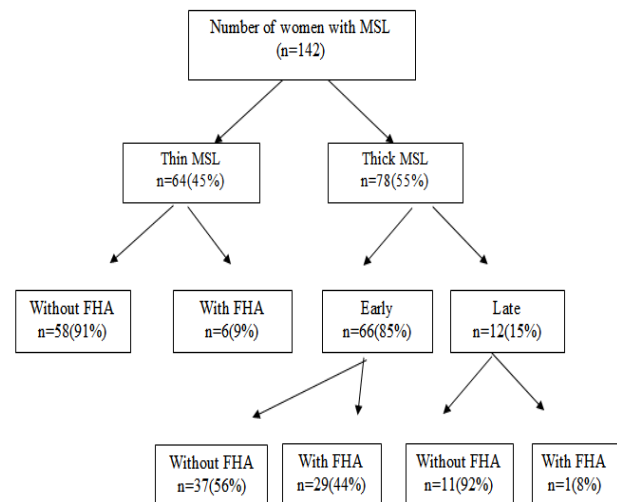 Number of women with MSL
(n=142)
Thin MSL
n=64(45%)
Thick MSL
n=78(55%)
Without FHA
n=58(91%)
With FHA
n=6(9%)
Early
n=66(85%)
Late
n=12(15%)
Without FHA
n=37(56%)
With FHA
n=29(44%)
Without FHA
n=11(92%)
With FHA
n=1(8%)